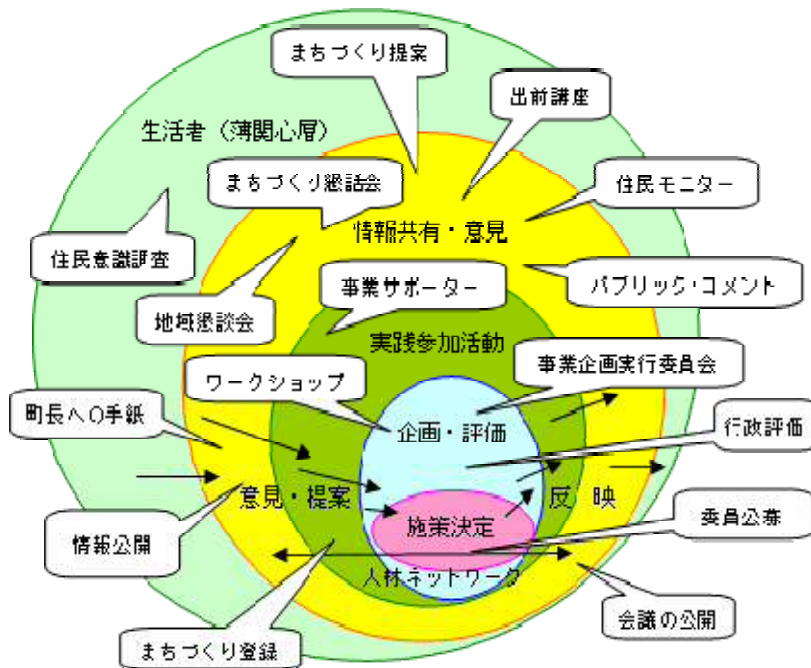 まちづくり提案
出前講座
生活者（薄関心層）
まちづくり懇話会
住民モニター
情報共有・意見
住民意識調査
事業サポーター
パブリック・コメント
地域懇談会
実践参加活動
ワークショップ
事業企画実行委員会
町長への手紙
企画・評価
行政評価
意見・提案
反 映
施策決定
委員公募
情報公開
人材ネットワーク
会議の公開
まちづくり登録